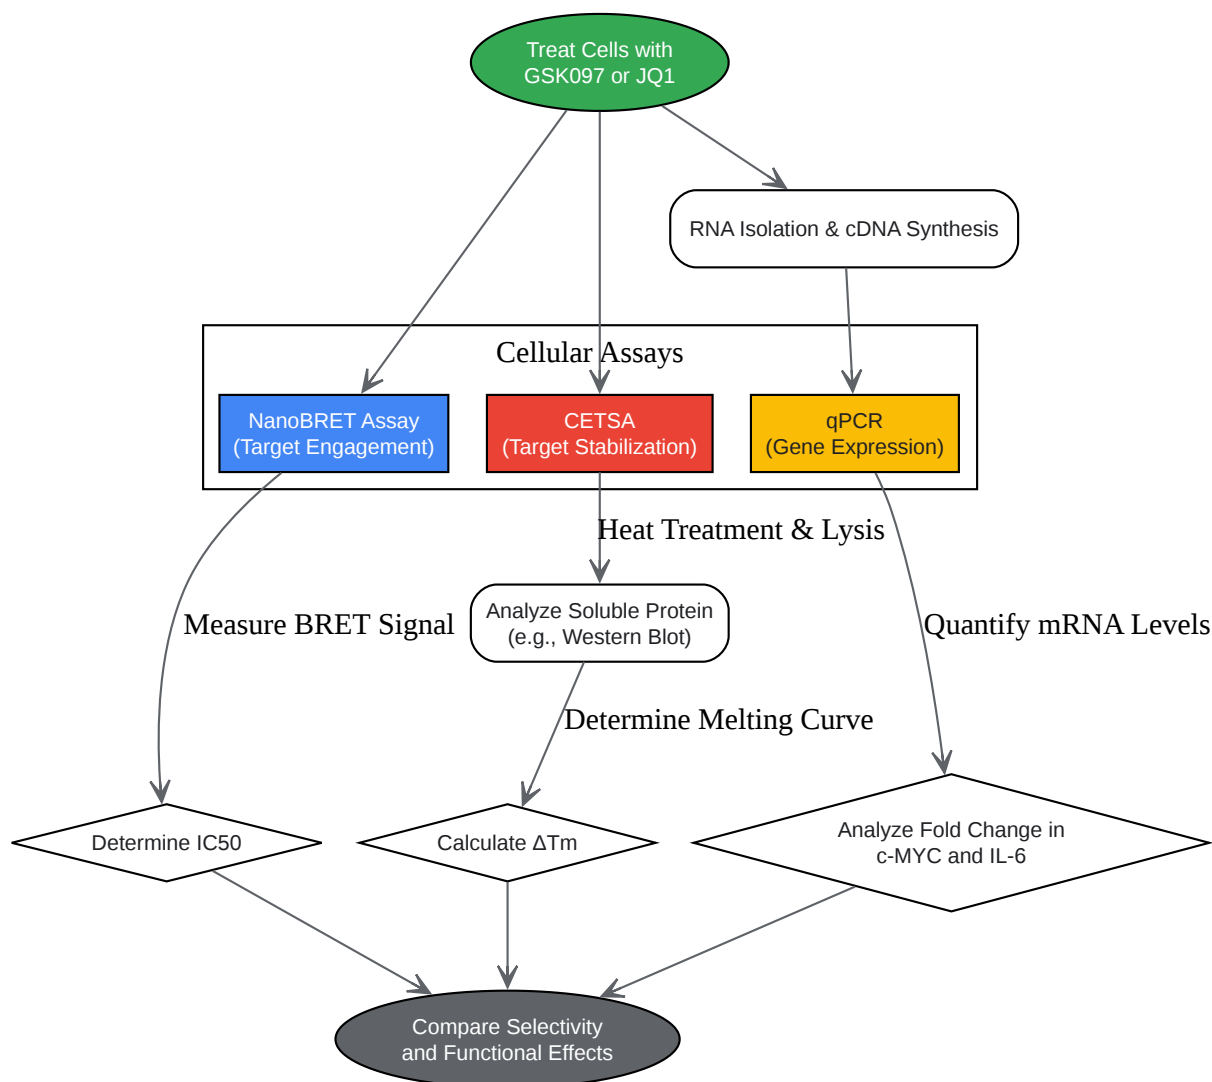 Treat Cells with
GSK097 or JQ1
RNA Isolation & cDNA Synthesis
Cellular Assays
NanoBRET Assay
(Target Engagement)
CETSA
(Target Stabilization)
qPCR
(Gene Expression)
Heat Treatment & Lysis
Measure BRET Signal
Analyze Soluble Protein
(e.g., Western Blot)
Quantify mRNA Levels
Determine Melting Curve
Determine IC50
Calculate ΔTm
Analyze Fold Change in
c-MYC and IL-6
Compare Selectivity
and Functional Effects